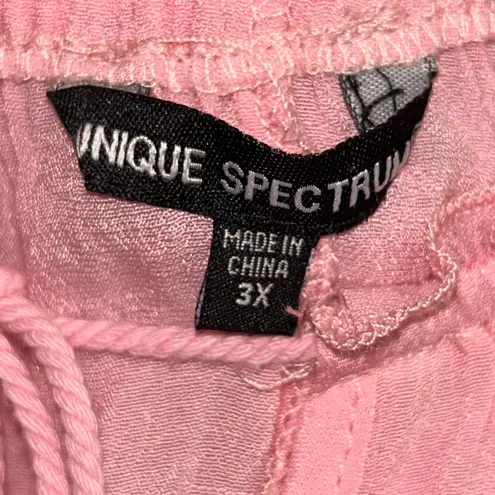 UNIQUE SPECTRUM
MADE IN
CHINA
3X